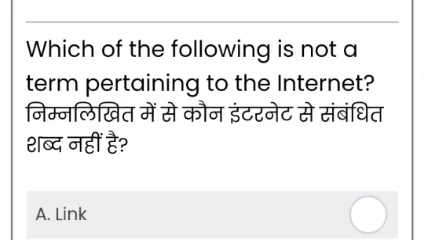 Which of the following is not a
term pertaining to the Internet?
निम्नलिखित में से कौन इंटरनेट से संबंधित
शब्द नहीं है?
A. Link